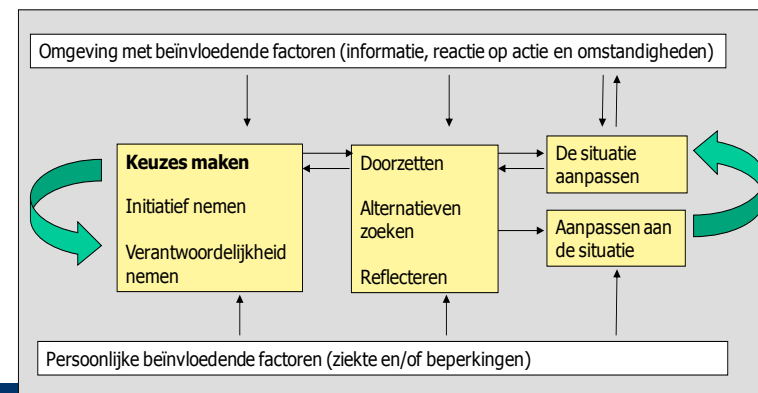 Omgeving met beïnvloedende factoren (informatie, reactie op actie en omstandigheden)
Keuzes maken
Initiatief nemen
Verantwoordelijkheid
nemen
Doorzetten
Alternatieven
zoeken
Reflecteren
De situatie
aanpassen
Aanpassen aan
de situatie
Persoonlijke beïnvloedende factoren (ziekte en/of beperkingen)